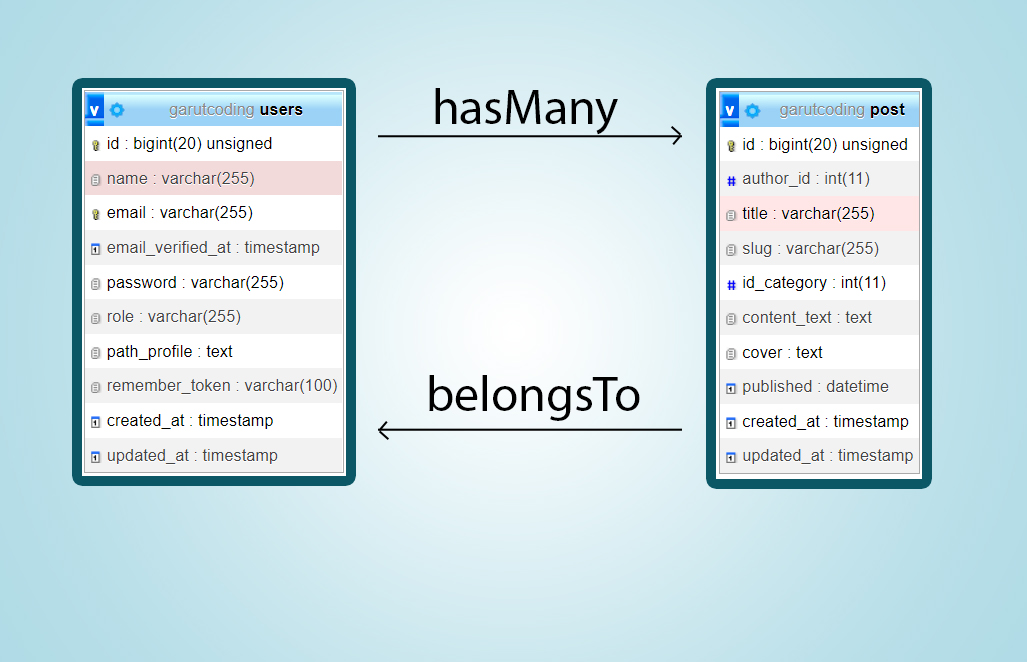 garutcoding users
id : bigint(20) unsigned
name : varchar(255)
email : varchar(255)
email_verified_at : timestamp
password : varchar(255)
role : varchar(255)
path_profile : text
remember_token : varchar(100)
created_at : timestamp
updated_at : timestamp
hasMany
belongsTo
garutcoding post
id : bigint(20) unsigned
author_id : int(11)
title : varchar(255)
slug : varchar(255)
id_category : int(11)
content_text : text
cover : text
published : datetime
created_at : timestamp
updated_at : timestamp